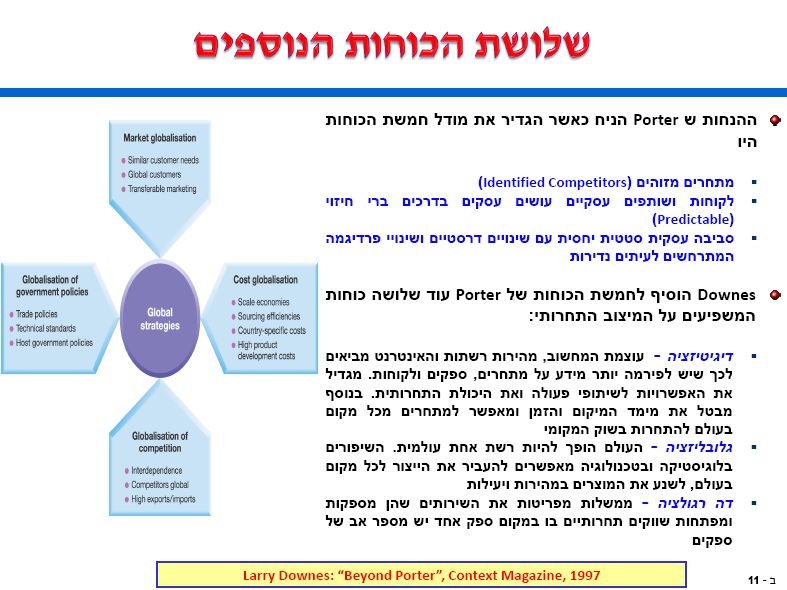 שלושת הכוחות הנוספים
ההנחות ש Porter הניח כאשר הגדיר את מודל חמשת הכוחות
היו
מתחרים מזוהים (Identified Competitors)
לקוחות ושותפים עסקיים עושים עסקים בדרכים ברי חיזוי
(Predictable)
סביבה עסקית סטטית יחסית עם שינויים דרסטיים ושינויי פרדיגמה
המתרחשים לעיתים נדירות
Downes הוסיף לחמשת הכוחות של Porter עוד שלושה כוחות
המשפיעים על המיצוב התחרותי:
דיגיטיזציה – עוצמת המחשוב, מהירות רשתות והאינטרנט מביאים
לכך שיש לפירמה יותר מידע על מתחרים, ספקים ולקוחות. מגדיל
את האפשרויות לשיתופי פעולה ואת היכולת התחרותית. בנוסף
מבטל את מימד המיקום והזמן ומאפשר למתחרים מכל מקום
בעולם להתחרות בשוק המקומי
גלובליזציה – העולם הופך להיות רשת אחת עולמית. השיפורים
בלוגיסטיקה ובטכנולוגיה מאפשרים להעביר את הייצור לכל מקום
בעולם, לשנע את המוצרים במהירות ויעילות
דה רגולציה – ממשלות מפריטות את השירותים שהן מספקות
ומפתחות שווקים תחרותיים בו במקום ספק אחד יש מספר אב של
ספקים
Market globalisation
Similar customer needs
Global customers
Transferable marketing
Globalisation of
government policies
Trade policies
Technical standards
Host government policies
Global
strategies
Cost globalisation
Scale economies
Sourcing efficiencies
Country-specific costs
High product
development costs
Globalisation of
competition
Interdependence
Competitors global
High exports/imports
Larry Downes: “Beyond Porter”, Context Magazine, 1997
ב - 11